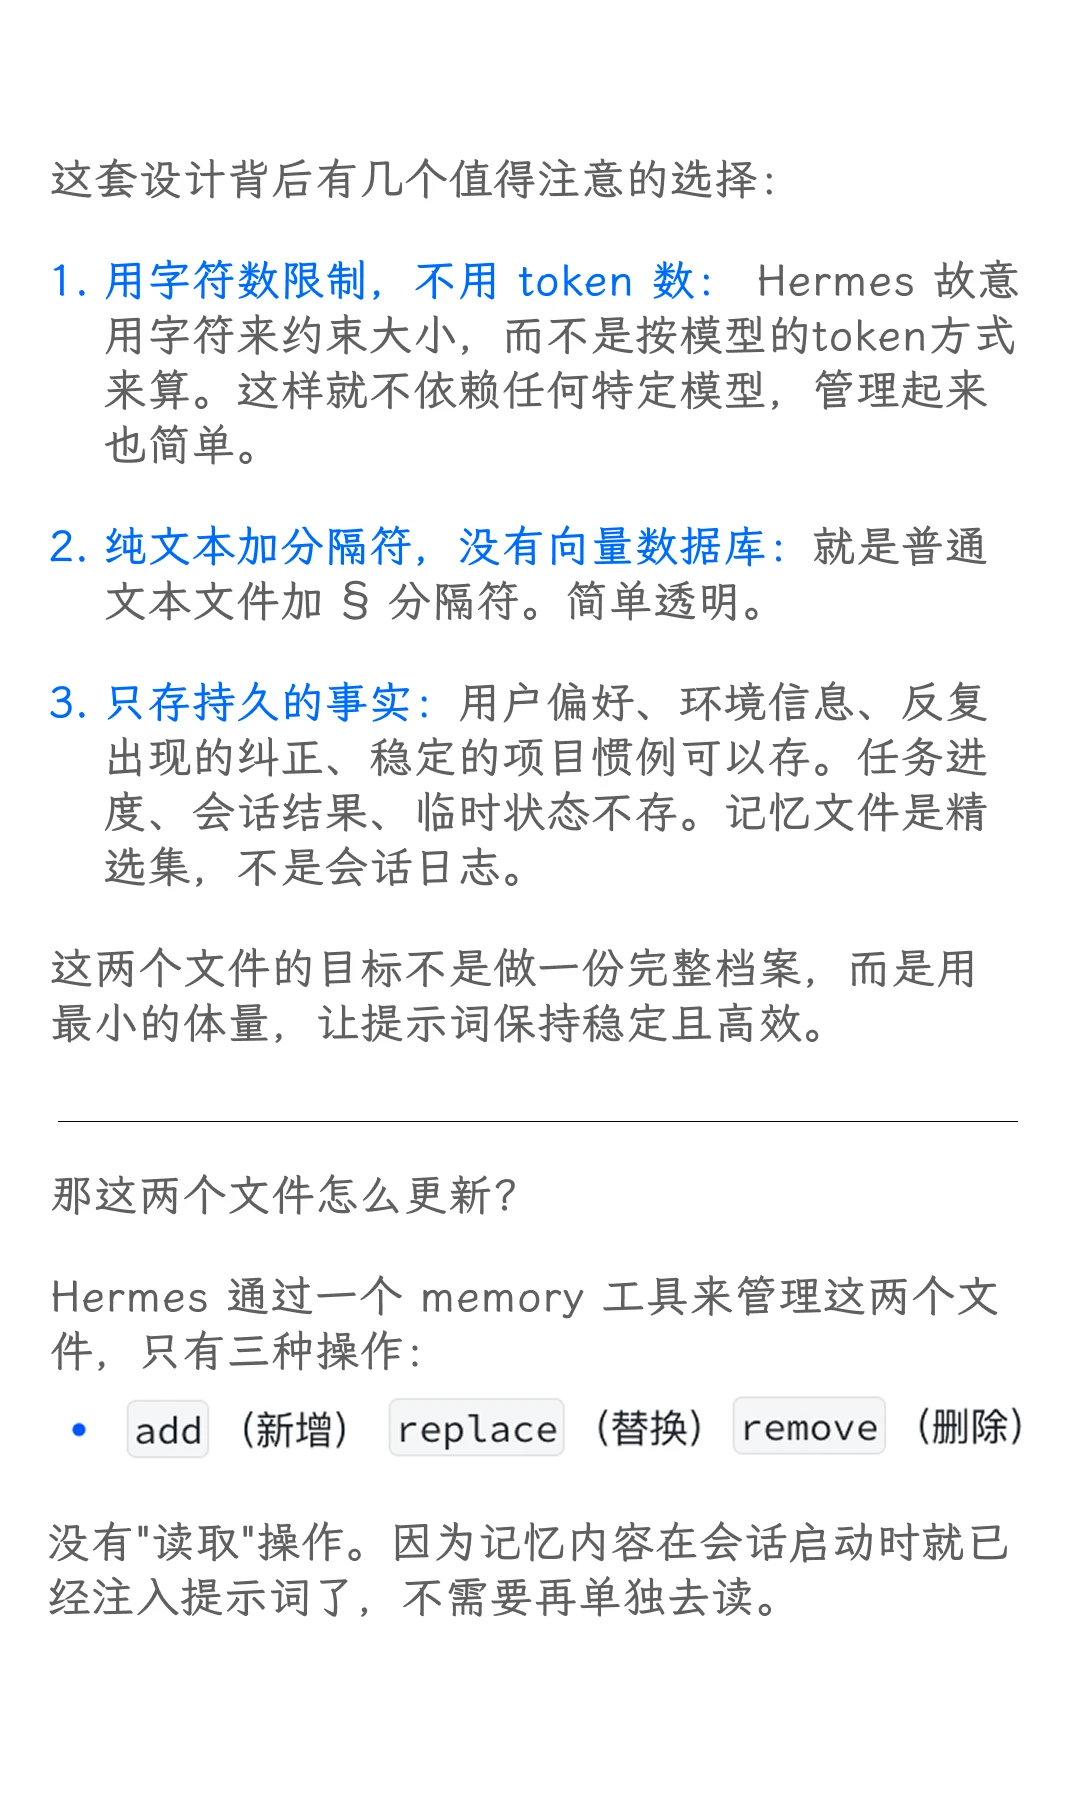 这套设计背后有几个值得注意的选择：
1. 用字符数限制，不用 token 数： Hermes 故意
用字符来约束大小，而不是按模型的token方式
来算。这样就不依赖任何特定模型，管理起来
也简单。
2. 纯文本加分隔符，没有向量数据库：就是普通
文本文件加 § 分隔符。简单透明。
3. 只存持久的事实：用户偏好、环境信息、反复
出现的纠正、稳定的项目惯例可以存。任务进
度、会话结果、临时状态不存。记忆文件是精
选集，不是会话日志。
这两个文件的目标不是做一份完整档案，而是用
最小的体量，让提示词保持稳定且高效。
那这两个文件怎么更新？
Hermes 通过一个 memory 工具来管理这两个文
件，只有三种操作：
• add （新增） replace （替换） remove （删除）
没有"读取"操作。因为记忆内容在会话启动时就已
经注入提示词了，不需要再单独去读。